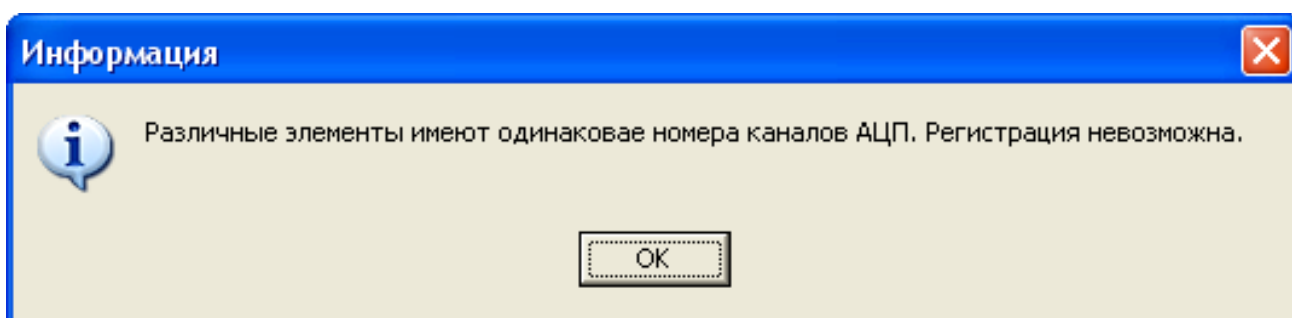 Информация
Различные элементы имеют одинаковае номера каналов АЦП. Регистрация невозможна.
OK